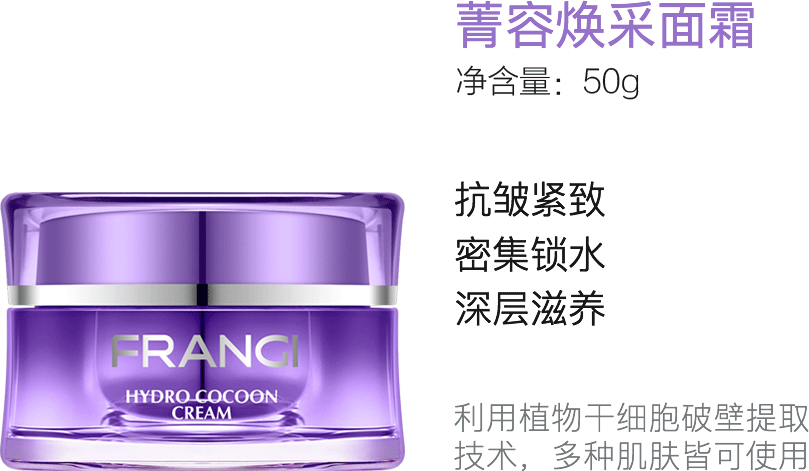 菁容焕采面霜
净含量：50g
抗皱紧致
密集锁水
深层滋养
FRANGI
HYDRO COCOON
CREAM
利用植物干细胞破壁提取
技术，多种肌肤皆可使用